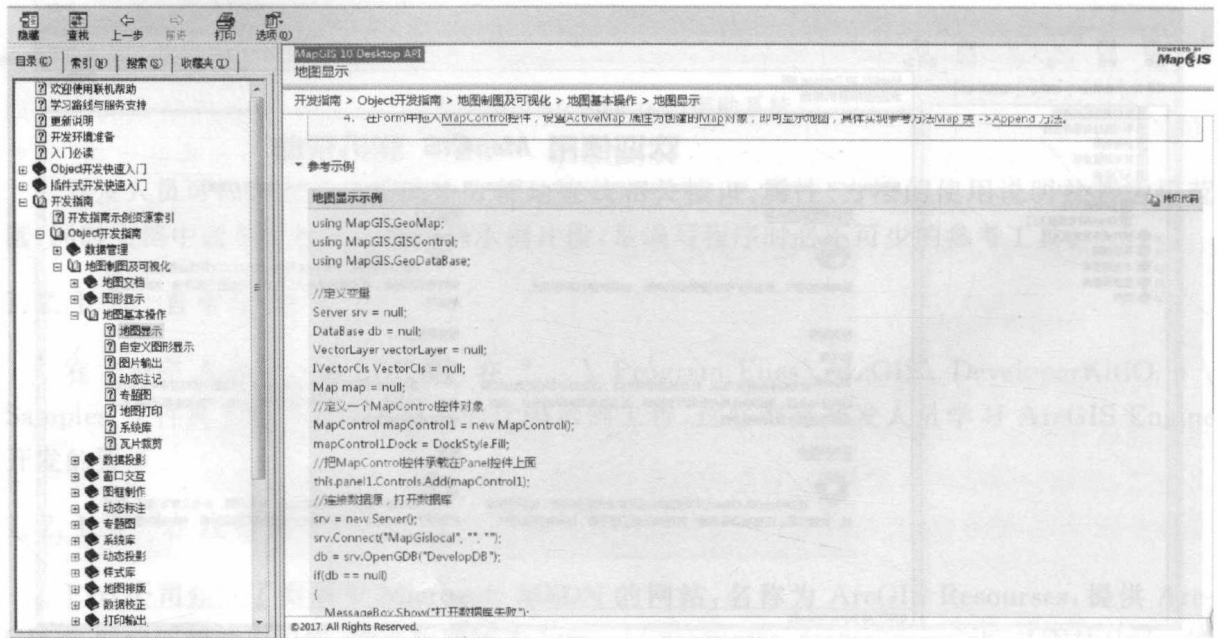 隐藏 查找 上一步 前进 打印 选项(O)
目录(C) 索引(N) 搜索(S) 收藏夹(I)
欢迎使用联机帮助
学习路线与服务支持
更新说明
开发环境准备
入门必读
Object开发快速入门
插件式开发快速入门
开发指南
开发指南示例资源索引
Object开发指南
数据管理
地图制图及可视化
地图文档
图形显示
地图基本操作
地图显示
自定义图形显示
图片输出
动态注记
专题图
地图打印
系统库
瓦片裁剪
数据投影
窗口交互
图框制作
动态标注
专题图
系统库
动态投影
样式库
地图排版
数据校正
打印输出
MapGIS 10 Desktop API
地图显示
POWERED BY
MapGIS
开发指南 > Object开发指南 > 地图制图及可视化 > 地图基本操作 > 地图显示
4. 在Form中拖入MapControl控件，设置ActiveMap 属性为创建的Map对象，即可显示地图，具体实现参考方法Map 类 ->Append 方法。
参考示例
地图显示示例
拷贝代码
using MapGIS.GeoMap;
using MapGIS.GISControl;
using MapGIS.GeoDataBase;
//定义变量
Server srv = null;
DataBase db = null;
VectorLayer vectorLayer = null;
IVectorCls VectorCls = null;
Map map = null;
//定义一个MapControl控件对象
MapControl mapControl1 = new MapControl();
mapControl1.Dock = DockStyle.Fill;
//把MapControl控件承载在Panel控件上面
this.panel1.Controls.Add(mapControl1);
//连接数据源，打开数据库
srv = new Server();
srv.Connect("MapGislocal", "", "");
db = srv.OpenGDB("DevelopDB");
if(db == null)
{
MessageBox.Show("打开数据库失败");
©2017. All Rights Reserved.